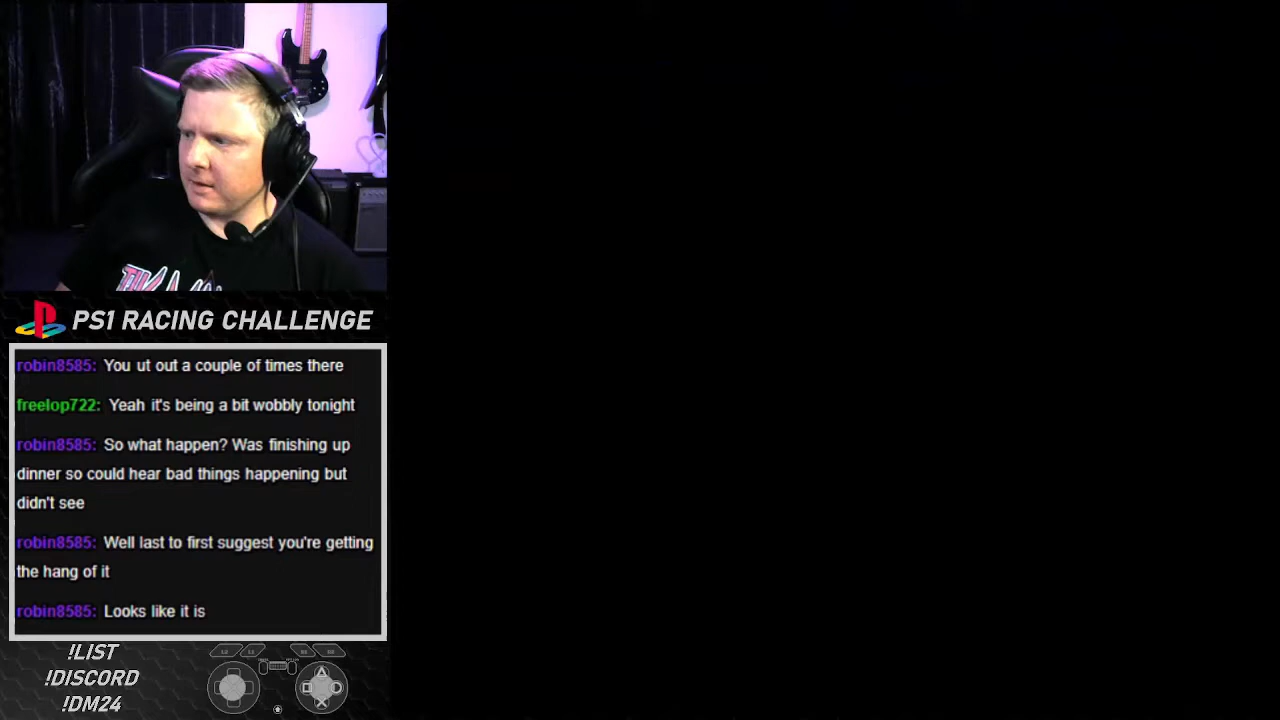 PS1 RACING CHALLENGE
robin8585: You ut out a couple of times there
freelop722: Yeah it's being a bit wobbly tonight
robin8585: So what happen? Was finishing up
dinner so could hear bad things happening but
didn't see
robin8585: Well last to first suggest you're getting
the hang of it
robin8585: Looks like it is
!LIST
!DISCORD
!DM24